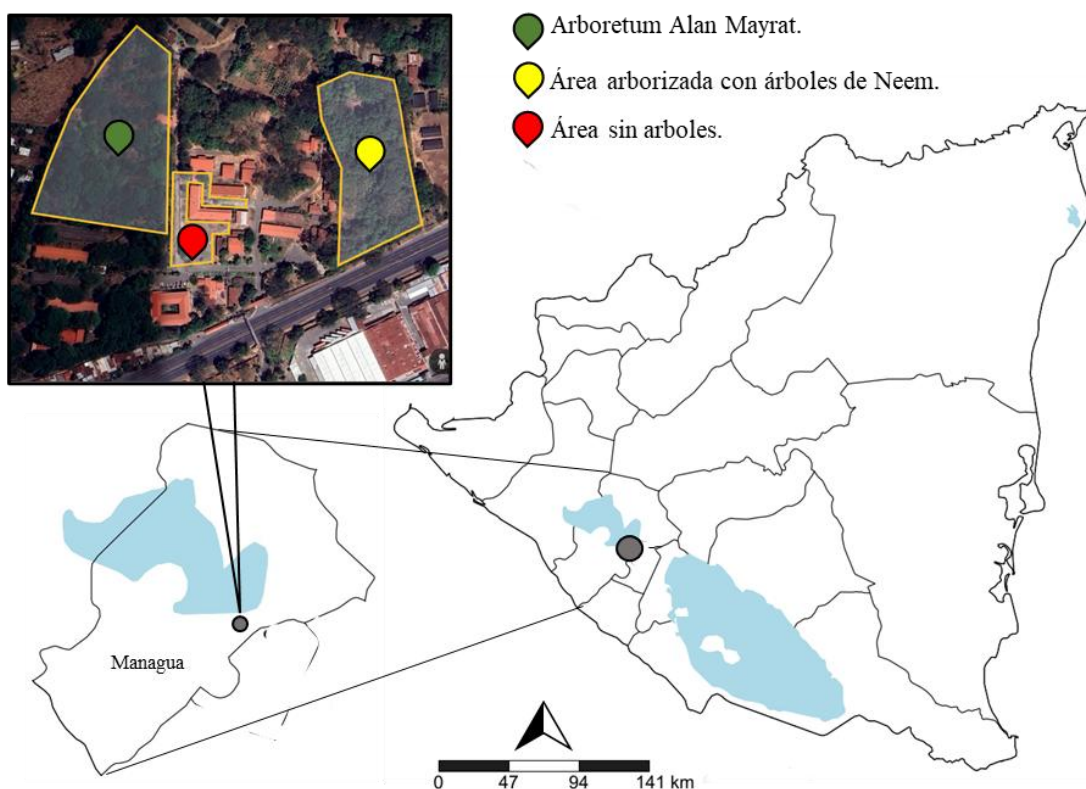 Arboretum Alan Mayrat.
Área arborizada con árboles de Neem.
Área sin arboles.
Managua
0 47 94 141 km